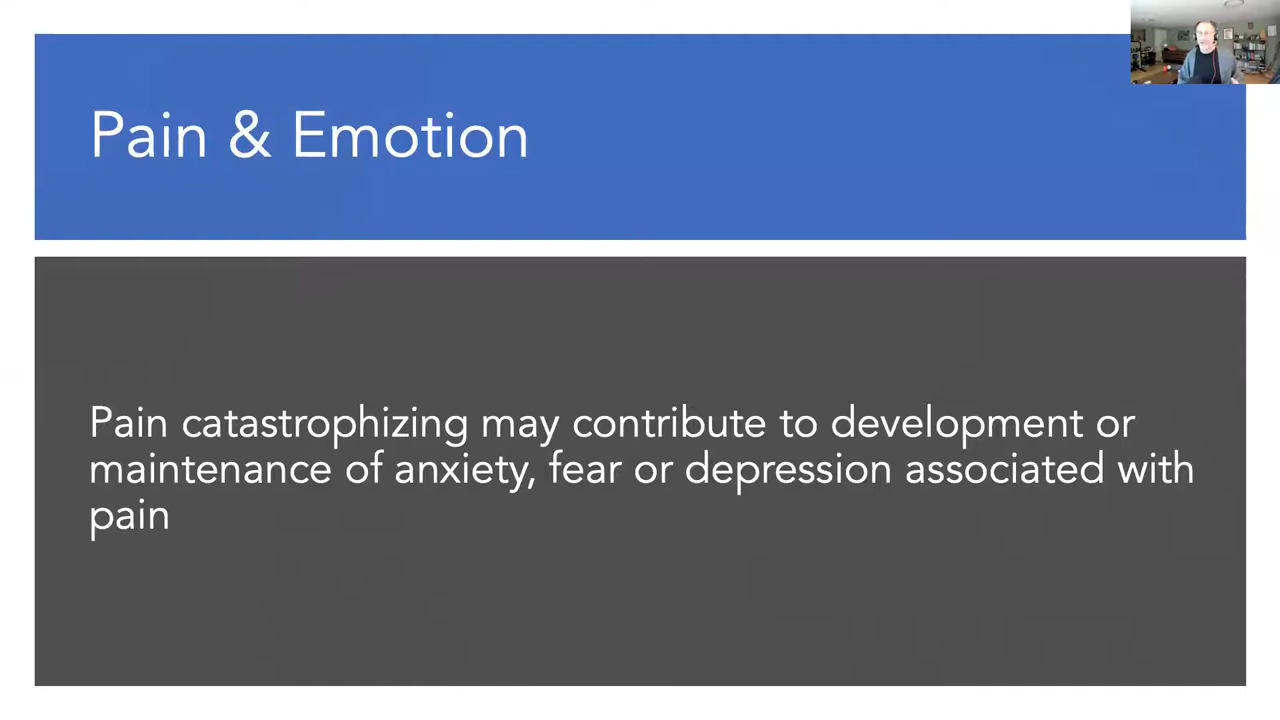 Pain & Emotion
Pain catastrophizing may contribute to development or
maintenance of anxiety, fear or depression associated with
pain